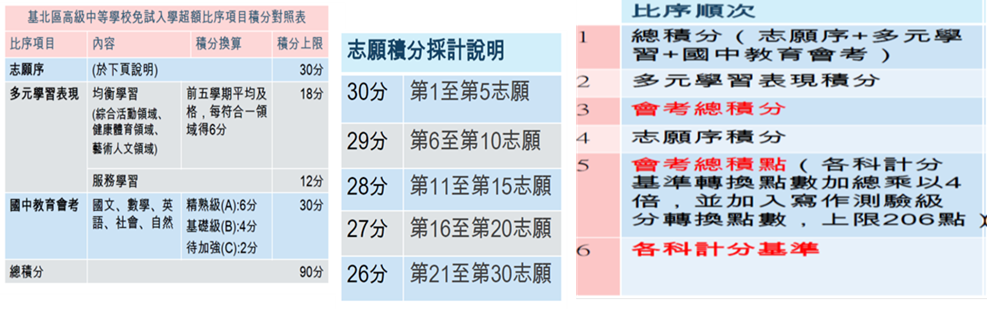 基北區高級中等學校免試入學超額比序項目積分對照表
比序項目 內容 積分換算 積分上限
志願序 (於下頁說明) 30分
多元學習表現 均衡學習
(綜合活動領域、
健康體育領域、
藝術人文領域) 前五學期平均及
格，每符合一領
域得6分 18分
服務學習 12分
國中教育會考 國文、數學、英
語、社會、自然 精熟級(A):6分
基礎級(B):4分
待加強(C):2分 30分
總積分 90分
志願積分採計說明
30分 第1至第5志願
29分 第6至第10志願
28分 第11至第15志願
27分 第16至第20志願
26分 第21至第30志願
比序順次
1 總積分（志願序+多元學
習+國中教育會考）
2 多元學習表現積分
3 會考總積分
4 志願序積分
5 會考總積點（各科計分
基準轉換點數加總乘以4
倍，並加入寫作測驗級
分轉換點數，上限206點）
6 各科計分基準